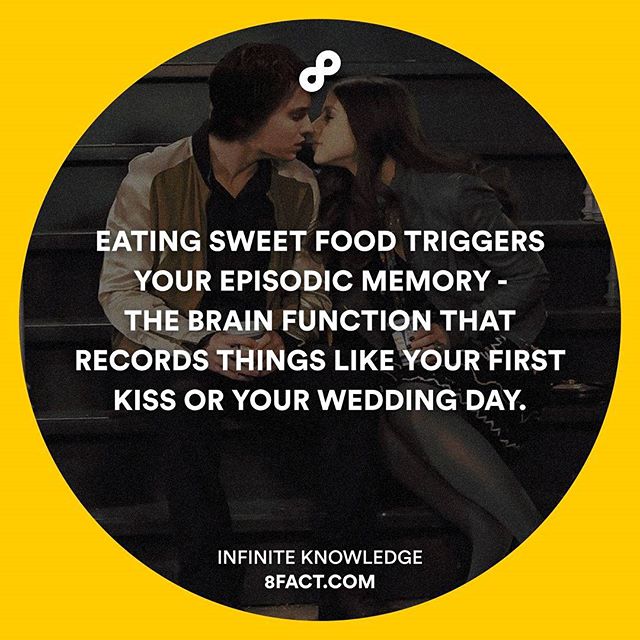 EATING SWEET FOOD TRIGGERS
YOUR EPISODIC MEMORY -
THE BRAIN FUNCTION THAT
RECORDS THINGS LIKE YOUR FIRST
KISS OR YOUR WEDDING DAY.
INFINITE KNOWLEDGE
8FACT.COM